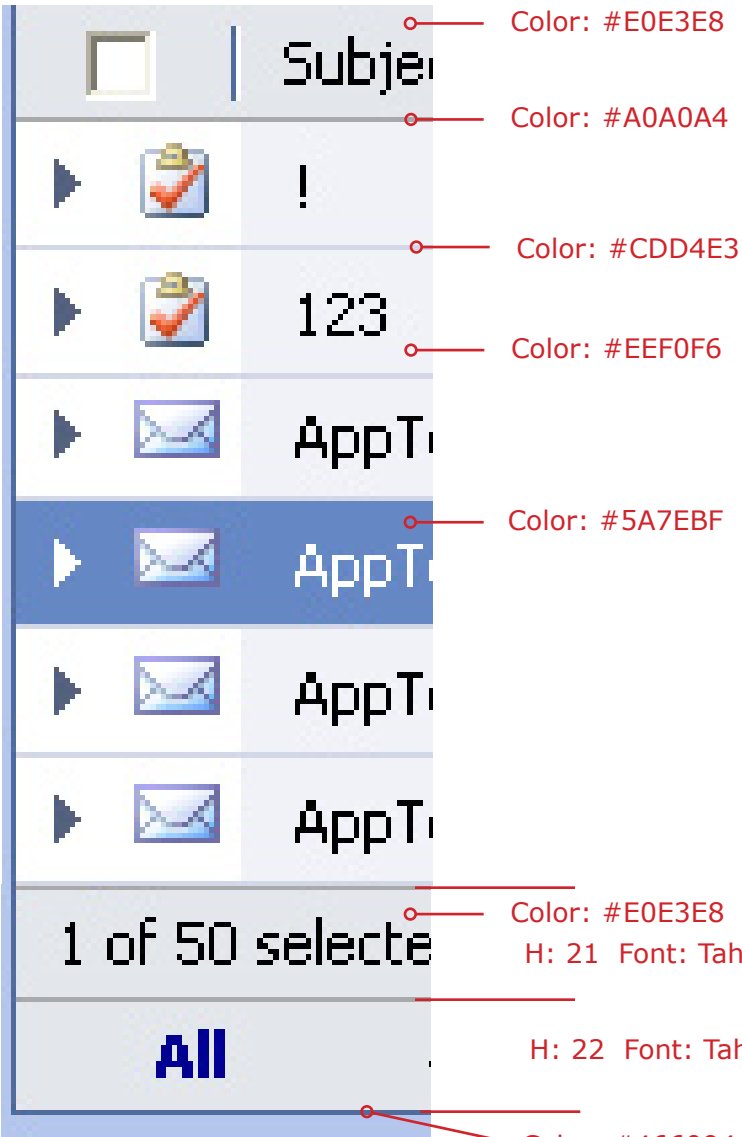 Color: #E0E3E8
Subje
Color: #A0A0A4
!
Color: #CDD4E3
123
Color: #EEF0F6
AppT
Color: #5A7EBF
AppT
AppT
AppT
Color: #E0E3E8
1 of 50 selecte
H: 21 Font: Tah
H: 22 Font: Tah
All